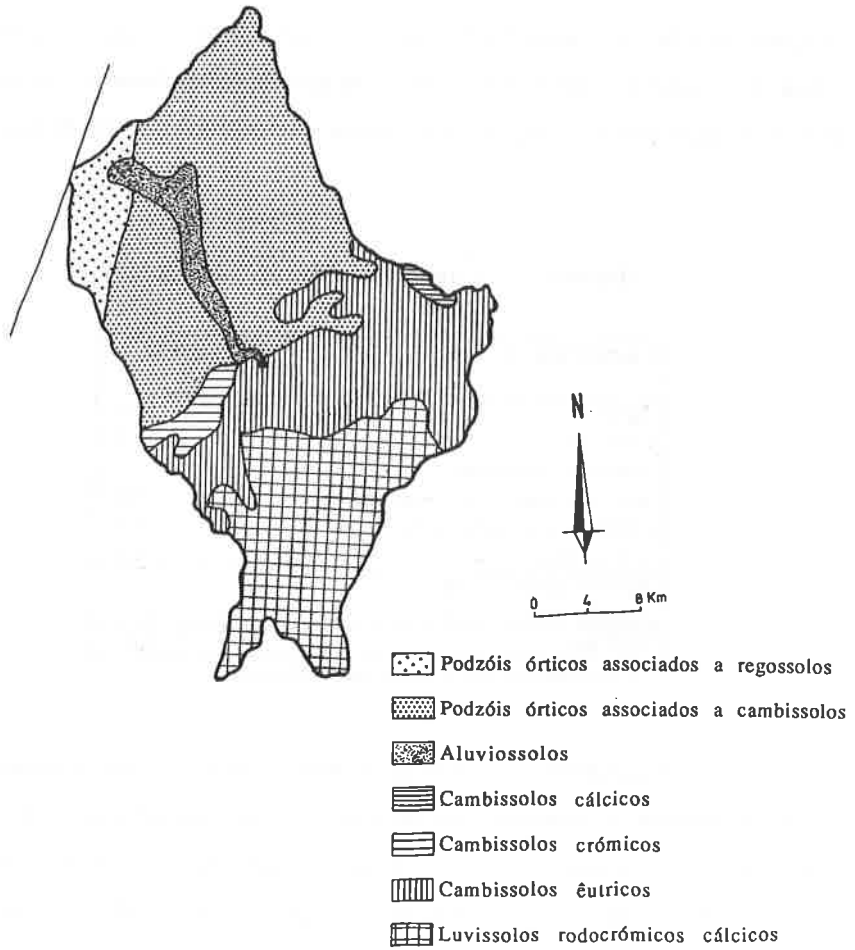 N
0 4 8 Km
Podzóis órticos associados a regossolos
Podzóis órticos associados a cambissolos
Aluviossolos
Cambissolos cálcicos
Cambissolos crómicos
Cambissolos êutricos
Luvissolos rodocrómicos cálcicos